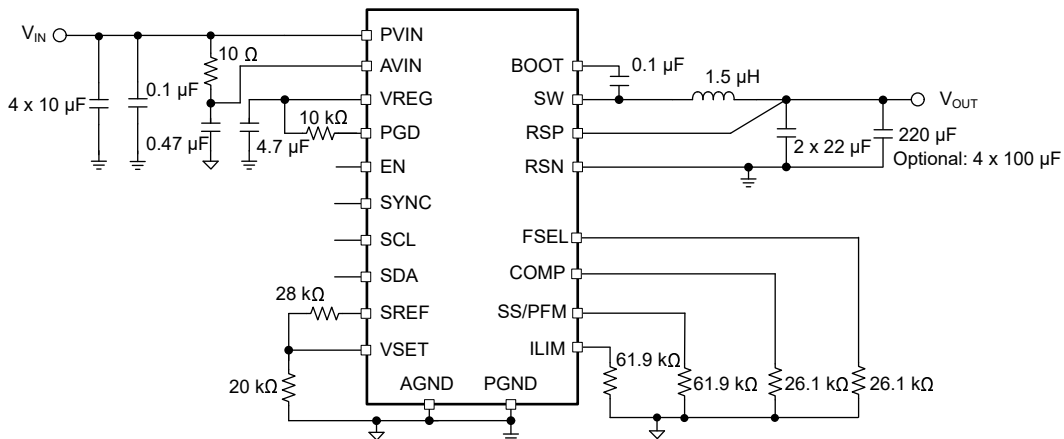 V_IN
PVIN
10 Ω
AVIN
BOOT
0.1 µF
1.5 µH
4 x 10 µF
0.1 µF
VREG
SW
V_OUT
10 kΩ
PGD
RSP
0.47 µF
4.7 µF
2 x 22 µF
220 µF
Optional: 4 x 100 µF
EN
RSN
SYNC
SCL
FSEL
SDA
COMP
28 kΩ
SREF
SS/PFM
VSET
ILIM
61.9 kΩ
20 kΩ
AGND
PGND
61.9 kΩ
26.1 kΩ
26.1 kΩ